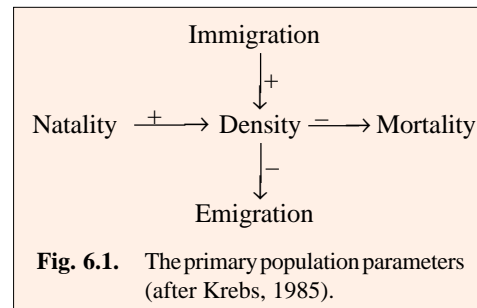 Immigration
+
Natality + Density – Mortality
–
Emigration
Fig. 6.1. The primary population parameters
(after Krebs, 1985).